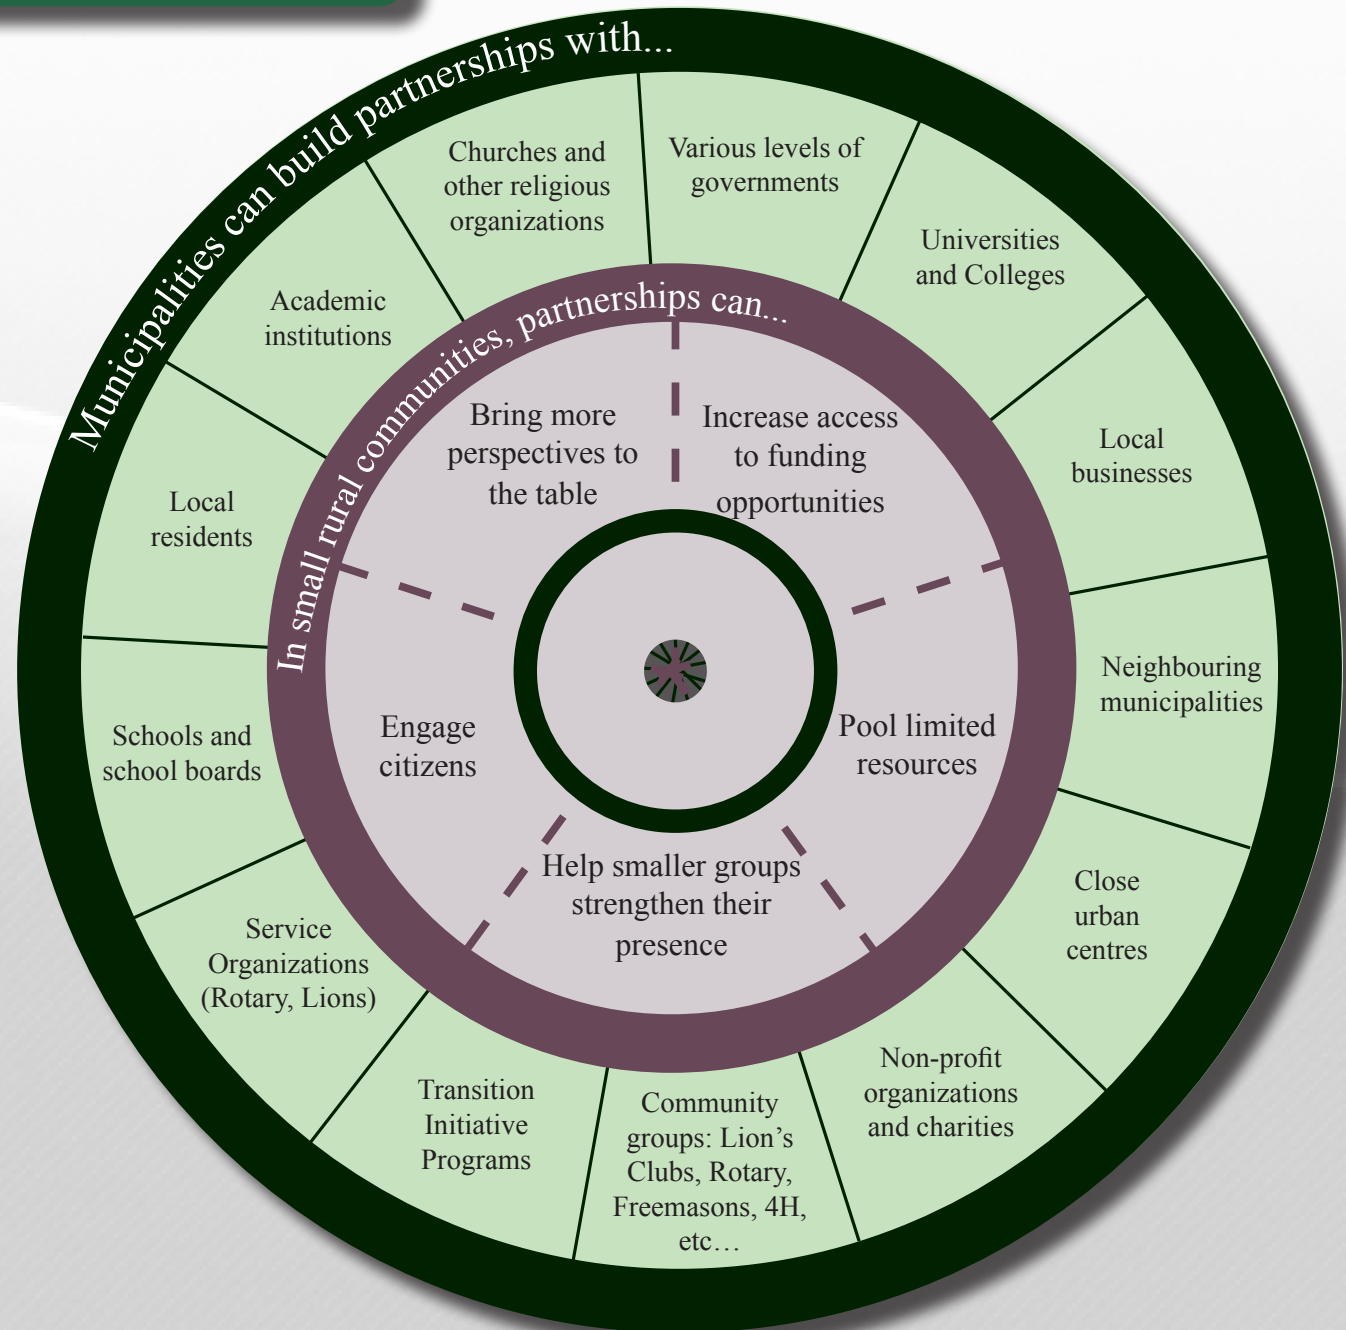 Municipalities can build partnerships with...
Churches and
other religious
organizations
Various levels of
governments
Universities
and Colleges
Local
businesses
Neighbouring
municipalities
Close
urban
centres
Non-profit
organizations
and charities
Community
groups: Lion’s
Clubs, Rotary,
Freemasons, 4H,
etc…
Transition
Initiative
Programs
Service
Organizations
(Rotary, Lions)
Schools and
school boards
Local
residents
Academic
institutions
In small rural communities, partnerships can...
Bring more
perspectives to
the table
Increase access
to funding
opportunities
Pool limited
resources
Help smaller groups
strengthen their
presence
Engage
citizens